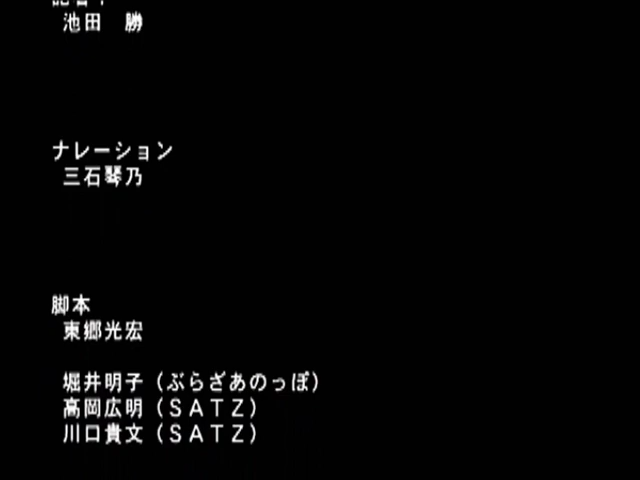 池田　勝
ナレーション
三石琴乃
脚本
東郷光宏
堀井明子（ぶらざあのっぽ）
高岡広明（ＳＡＴＺ）
川口貴文（ＳＡＴＺ）